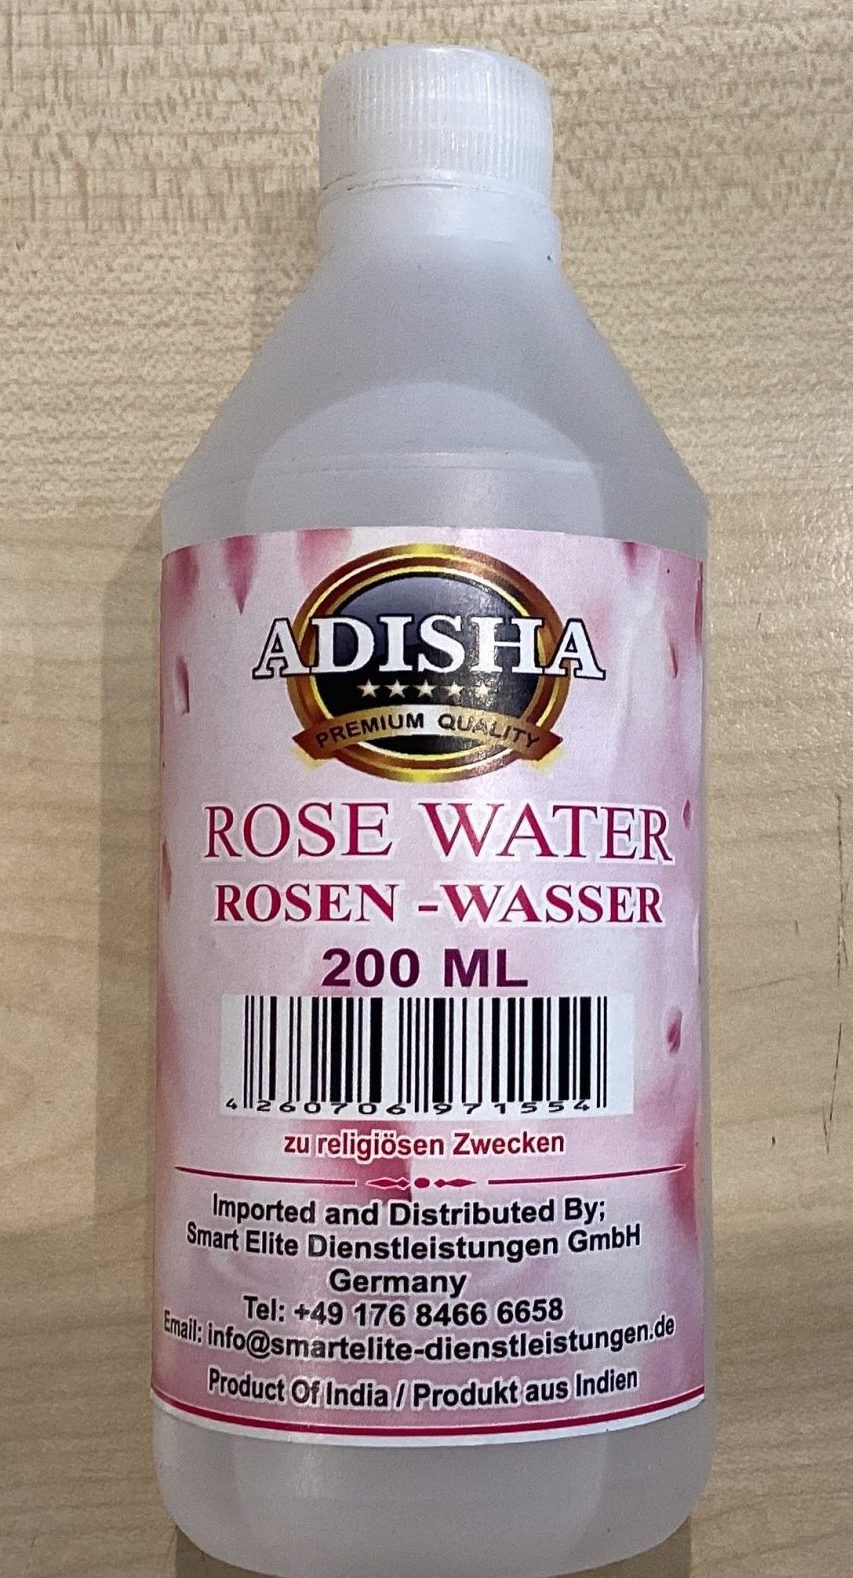 ADISHA
PREMIUM QUALITY
ROSE WATER
ROSEN -WASSER
200 ML
4 260706 971554
zu religiösen Zwecken
Imported and Distributed By;
Smart Elite Dienstleistungen GmbH
Germany
Tel: +49 176 8466 6658
Email: info@smartelite-dienstleistungen.de
Product Of India / Produkt aus Indien